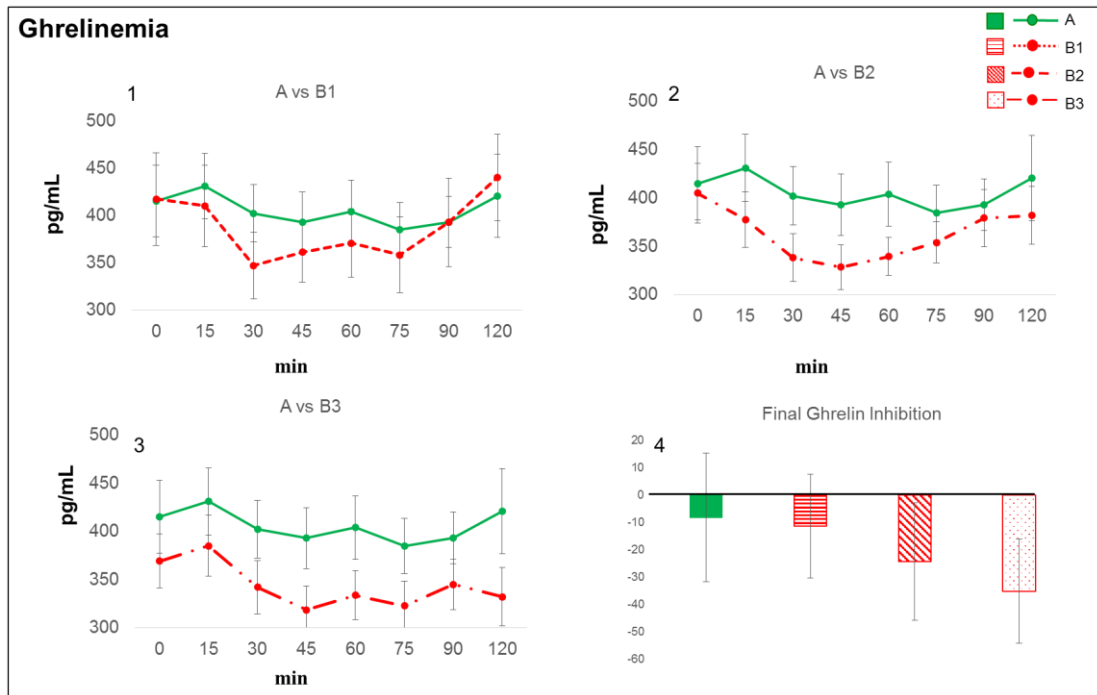 Ghrelinemia
A
B1
B2
B3
1
A vs B1
500
450
400
350
300
pg/mL
0 15 30 45 60 75 90 120
min
2
A vs B2
500
450
400
350
300
pg/mL
0 15 30 45 60 75 90 120
min
3
A vs B3
500
450
400
350
300
pg/mL
0 15 30 45 60 75 90 120
min
4
Final Ghrelin Inhibition
20
10
0
-10
-20
-30
-40
-50
-60